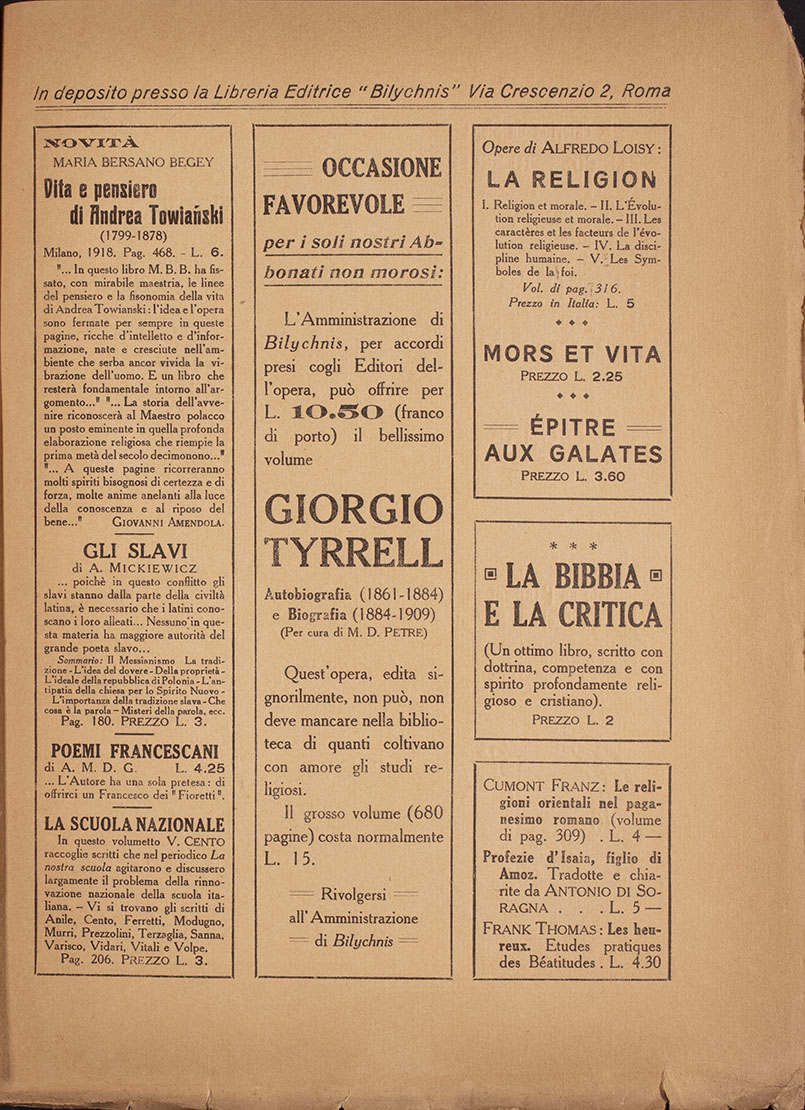 In deposito presso la Libreria Editrice "Bilychnis" Via Crescenzio 2, Roma
NOVITÀ
MARIA BERSANO BEGEY
Vita e pensiero
di Andrea Towiański
(1799-1878)
Milano, 1918. Pag. 468. - L. 6.
"... In questo libro M. B. B. ha fis-
sato, con mirabile maestria, le linee
del pensiero e la fisonomia della vita
di Andrea Towianski : l'idea e l'opera
sono fermate per sempre in queste
pagine, ricche d'intelletto e d'infor-
mazione, nate e cresciute nell'am-
biente che serba ancor vivida la vi-
brazione dell'uomo. E un libro che
resterà fondamentale intorno all'ar-
gomento..." "... La storia dell'avve-
nire riconoscerà al Maestro polacco
un posto eminente in quella profonda
elaborazione religiosa che riempie la
prima metà del secolo decimonono..."
"... A queste pagine ricorreranno
molti spiriti bisognosi di certezza e di
forza, molte anime anelanti alla luce
della conoscenza e al riposo del
bene..." GIOVANNI AMENDOLA.
GLI SLAVI
di A. MICKIEWICZ
... poichè in questo conflitto gli
slavi stanno dalla parte della civiltà
latina, è necessario che i latini cono-
scano i loro alleati... Nessuno in que-
sta materia ha maggiore autorità del
grande poeta slavo...
Sommario: Il Messianismo La tradi-
zione - L'idea del dovere - Della proprietà -
L'ideale della repubblica di Polonia - L'an-
tipatia della chiesa per lo Spirito Nuovo -
L'importanza della tradizione slava - Che
cosa è la parola - Misteri della parola, ecc.
Pag. 180. PREZZO L. 3.
POEMI FRANCESCANI
di A. M. D. G. L. 4.25
... L'Autore ha una sola pretesa : di
offrirci un Francesco dei "Fioretti".
LA SCUOLA NAZIONALE
In questo volumetto V. CENTO
raccoglie scritti che nel periodico La
nostra scuola agitarono e discussero
largamente il problema della rinno-
vazione nazionale della scuola ita-
liana. - Vi si trovano gli scritti di
Anile, Cento, Ferretti, Modugno,
Murri, Prezzolini, Terzaglia, Sanna,
Varisco, Vidari, Vitali e Volpe.
Pag. 206. PREZZO L. 3.
OCCASIONE
FAVOREVOLE
per i soli nostri Ab-
bonati non morosi:
L'Amministrazione di
Bilychnis, per accordi
presi cogli Editori del-
l'opera, può offrire per
L. 10.50 (franco
di porto) il bellissimo
volume
GIORGIO
TYRRELL
Autobiografia (1861-1884)
e Biografia (1884-1909)
(Per cura di M. D. PETRE)
Quest'opera, edita si-
gnorilmente, non può, non
deve mancare nella biblio-
teca di quanti coltivano
con amore gli studi re-
ligiosi.
Il grosso volume (680
pagine) costa normalmente
L. 15.
Rivolgersi
all'Amministrazione
di Bilychnis
Opere di ALFREDO LOISY :
LA RELIGION
I. Religion et morale. - II. L'Évolu-
tion religieuse et morale. - III. Les
caractères et les facteurs de l'évo-
lution religieuse. - IV. La disci-
pline humaine. - V. Les Sym-
boles de la foi.
Vol. di pag. 316.
Prezzo in Italia: L. 5
MORS ET VITA
PREZZO L. 2.25
ÉPITRE
AUX GALATES
PREZZO L. 3.60
* * *
LA BIBBIA
E LA CRITICA
(Un ottimo libro, scritto con
dottrina, competenza e con
spirito profondamente reli-
gioso e cristiano).
PREZZO L. 2
CUMONT FRANZ : Le reli-
gioni orientali nel paga-
nesimo romano (volume
di pag. 309) . L. 4 —
Profezie d'Isaia, figlio di
Amoz. Tradotte e chia-
rite da ANTONIO DI SO-
RAGNA . . . L. 5 —
FRANK THOMAS : Les heu-
reux. Etudes pratiques
des Béatitudes . L. 4.30